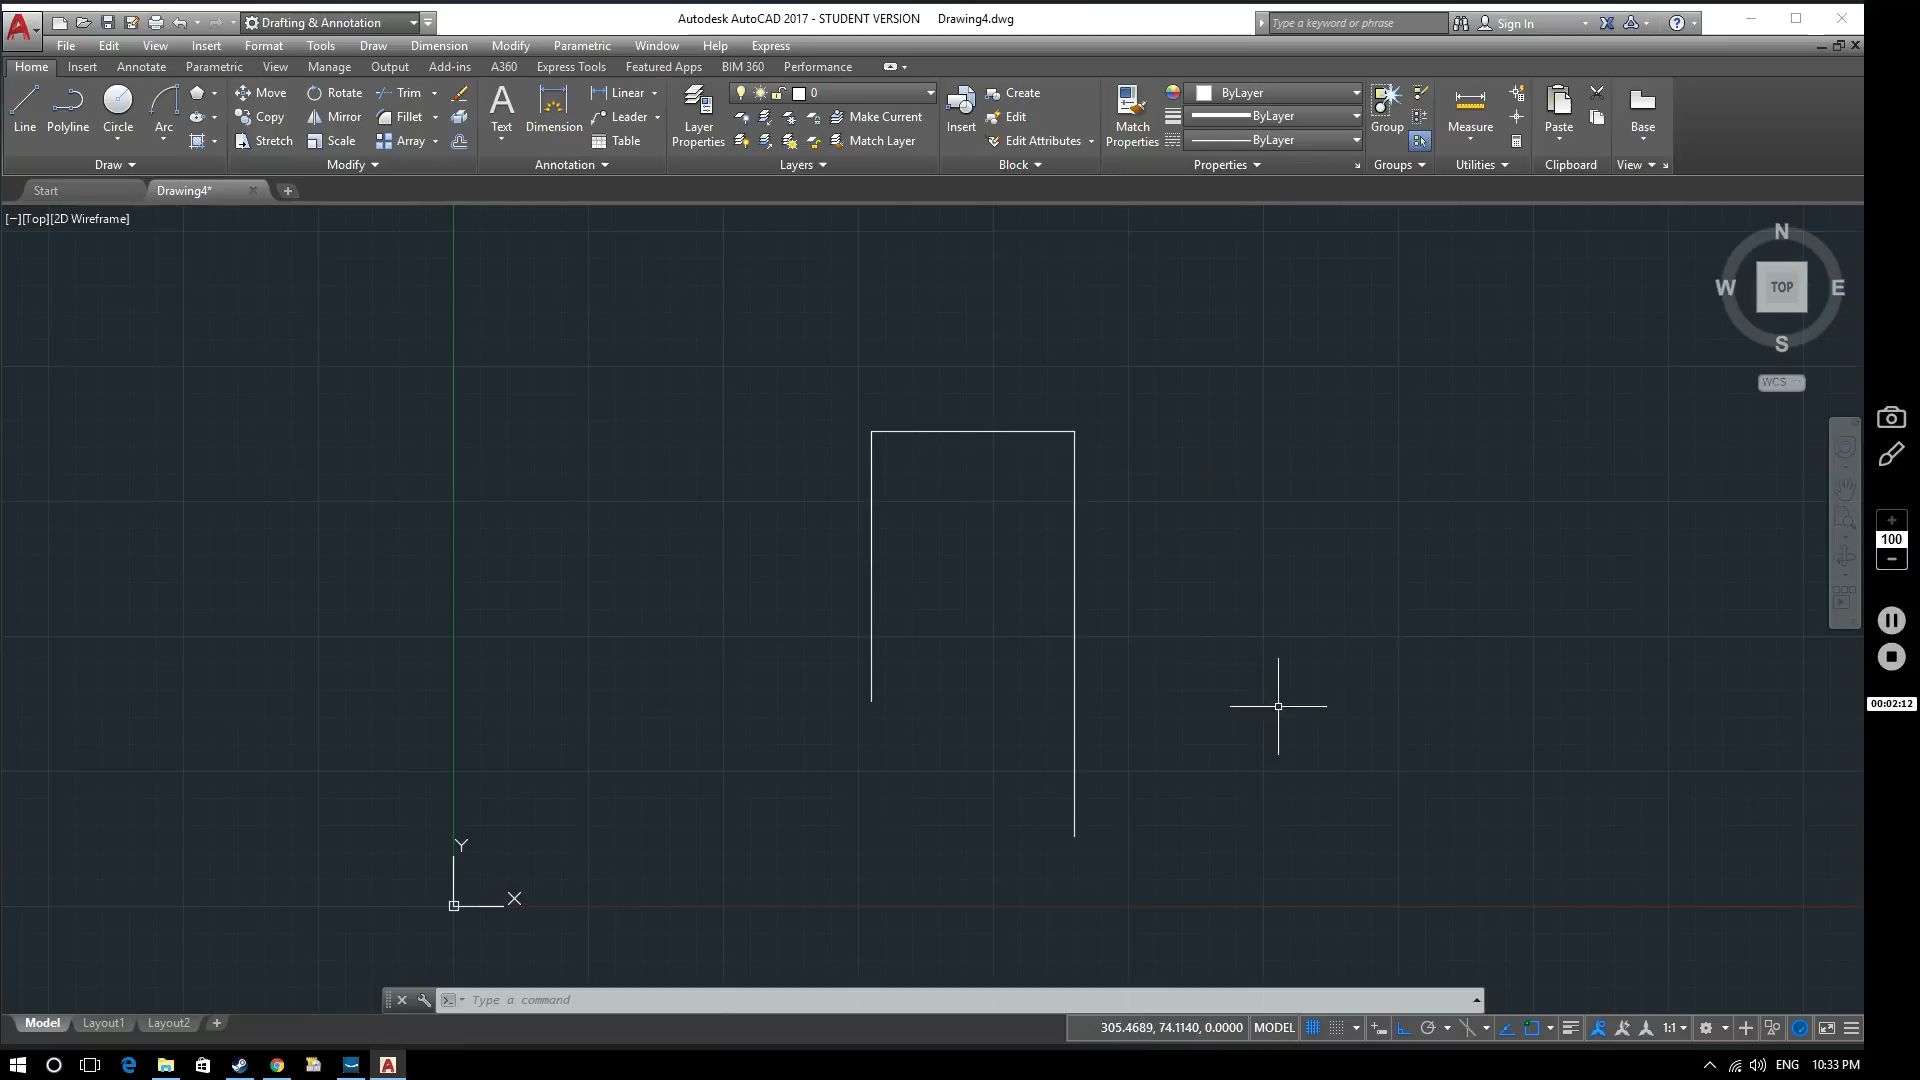 Drafting & Annotation
Autodesk AutoCAD 2017 - STUDENT VERSION Drawing4.dwg
Type a keyword or phrase
Sign In
File Edit View Insert Format Tools Draw Dimension Modify Parametric Window Help Express
Home Insert Annotate Parametric View Manage Output Add-ins A360 Express Tools Featured Apps BIM 360 Performance
Line
Polyline
Circle
Arc
Move
Rotate
Trim
Copy
Mirror
Fillet
Stretch
Scale
Array
A
Text
Dimension
Linear
Leader
Table
Layer
Properties
0
Make Current
Match Layer
Insert
Create
Edit
Edit Attributes
Match
Properties
ByLayer
ByLayer
ByLayer
Group
Measure
Paste
Base
Draw Modify Annotation Layers Block Properties Groups Utilities Clipboard View
Start Drawing4*
[−][Top][2D Wireframe]
N
W TOP E
S
WCS
100
00:02:12
Y
X
Type a command
Model Layout1 Layout2
305.4689, 74.1140, 0.0000 MODEL 1:1
ENG 10:33 PM